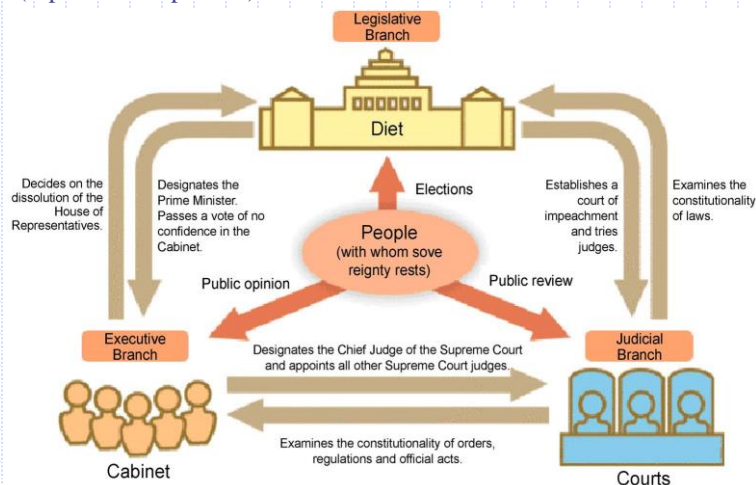 Legislative
Branch
Diet
Decides on the
dissolution of the
House of
Representatives.
Designates the
Prime Minister.
Passes a vote of no
confidence in the
Cabinet.
Elections
Establishes a
court of
impeachment
and tries
judges.
Examines the
constitutionality
of laws.
People
(with whom sove
reignty rests)
Public opinion
Public review
Executive
Branch
Designates the Chief Judge of the Supreme Court
and appoints all other Supreme Court judges.
Judicial
Branch
Examines the constitutionality of orders,
regulations and official acts.
Cabinet
Courts